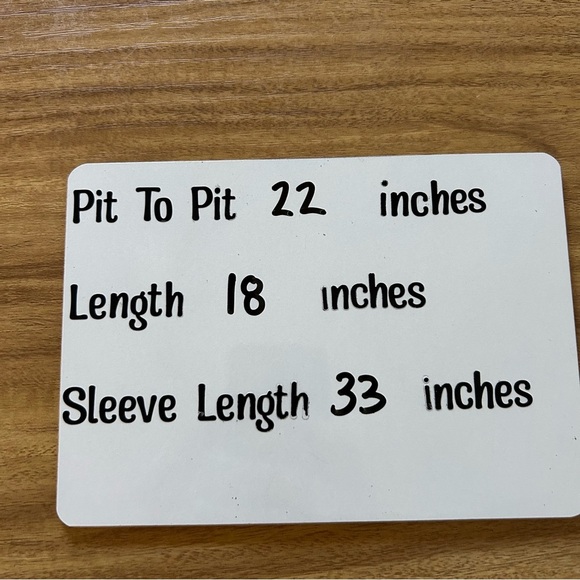 Pit To Pit 22 inches
Length 18 inches
Sleeve Length 33 inches